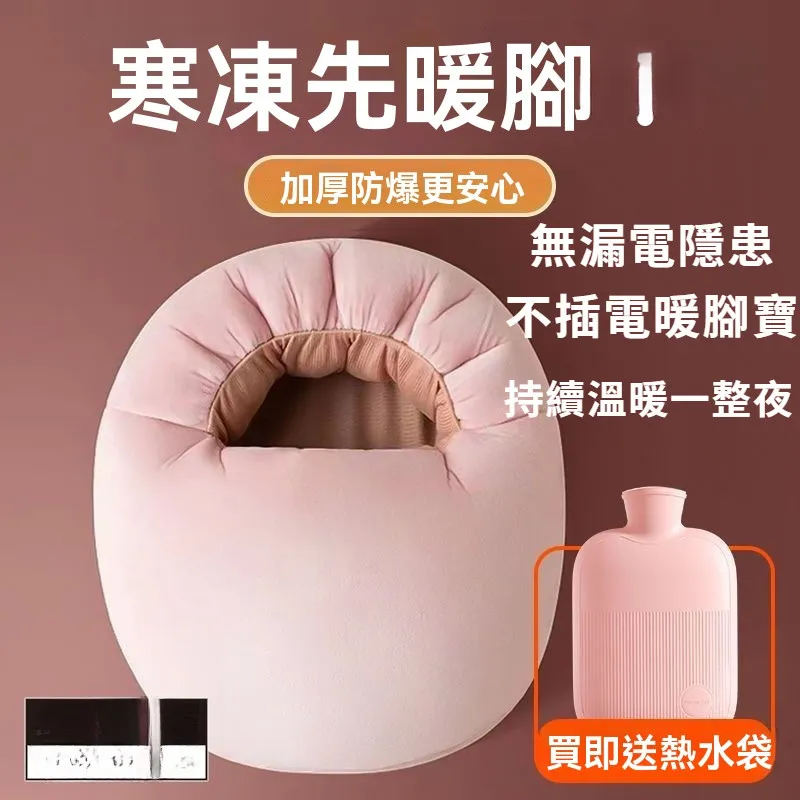 寒凍先暖腳
加厚防爆更安心
無漏電隱患
不插電暖腳寶
持續溫暖一整夜
買即送熱水袋